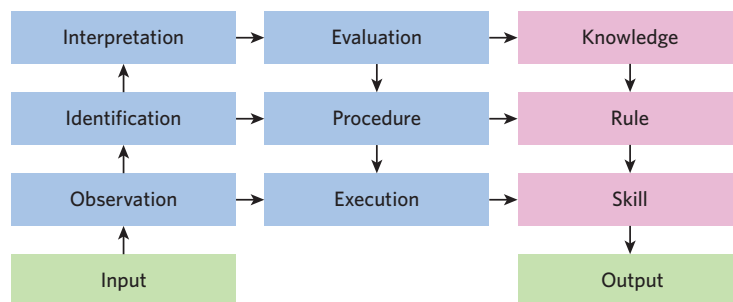 Interpretation
Evaluation
Knowledge
Identification
Procedure
Rule
Observation
Execution
Skill
Input
Output